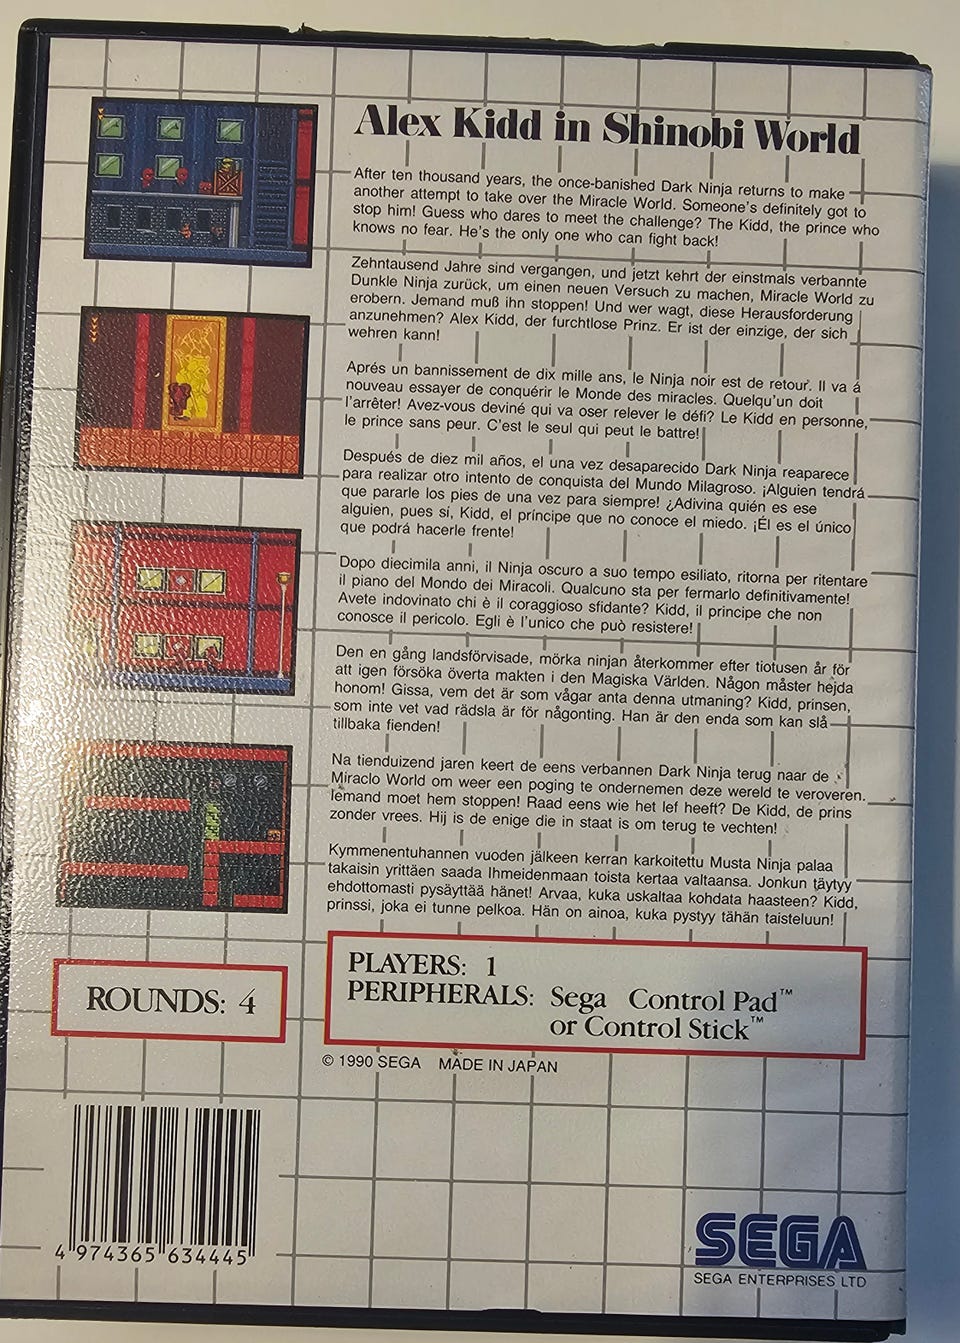 Alex Kidd in Shinobi World
After ten thousand years, the once-banished Dark Ninja returns to make
another attempt to take over the Miracle World. Someone's definitely got to
stop him! Guess who dares to meet the challenge? The Kidd, the prince who
knows no fear. He's the only one who can fight back!
Zehntausend Jahre sind vergangen, und jetzt kehrt der einstmals verbannte
Dunkle Ninja zurück, um einen neuen Versuch zu machen, Miracle World zu
erobern. Jemand muß ihn stoppen! Und wer wagt, diese Herausforderung
anzunehmen? Alex Kidd, der furchtlose Prinz. Er ist der einzige, der sich
wehren kann!
Aprés un bannissement de dix mille ans, le Ninja noir est de retour. Il va á
nouveau essayer de conquérir le Monde des miracles. Quelqu'un doit
l'arrêter! Avez-vous deviné qui va oser relever le défi? Le Kidd en personne,
le prince sans peur. C'est le seul qui peut le battre!
Después de diez mil años, el una vez desaparecido Dark Ninja reaparece
para realizar otro intento de conquista del Mundo Milagroso. ¡Alguien tendrá
que pararle los pies de una vez para siempre! ¿Adivina quién es ese
alguien, pues sí, Kidd, el príncipe que no conoce el miedo. ¡Él es el único
que podrá hacerle frente!
Dopo diecimila anni, il Ninja oscuro a suo tempo esiliato, ritorna per ritentare
il piano del Mondo dei Miracoli. Qualcuno sta per fermarlo definitivamente!
Avete indovinato chi è il coraggioso sfidante? Kidd, il principe che non
conosce il pericolo. Egli è l'unico che può resistere!
Den en gång landsförvisade, mörka ninjan återkommer efter tiotusen år för
att igen försöka överta makten i den Magiska Världen. Någon måster hejda
honom! Gissa, vem det är som vågar anta denna utmaning? Kidd, prinsen,
som inte vet vad rädsla är för någonting. Han är den enda som kan slå
tillbaka fienden!
Na tienduizend jaren keert de eens verbannen Dark Ninja terug naar de
Miraclo World om weer een poging te ondernemen deze wereld te veroveren.
Iemand moet hem stoppen! Raad eens wie het lef heeft? De Kidd, de prins
zonder vrees. Hij is de enige die in staat is om terug te vechten!
Kymmenentuhannen vuoden jälkeen kerran karkoitettu Musta Ninja palaa
takaisin yrittäen saada Ihmeidenmaan toista kertaa valtaansa. Jonkun täytyy
ehdottomasti pysäyttää hänet! Arvaa, kuka uskaltaa kohdata haasteen? Kidd,
prinssi, joka ei tunne pelkoa. Hän on ainoa, kuka pystyy tähän taisteluun!
ROUNDS: 4
PLAYERS: 1
PERIPHERALS: Sega Control Pad™
or Control Stick™
© 1990 SEGA MADE IN JAPAN
4 974365 634445
SEGA
SEGA ENTERPRISES LTD